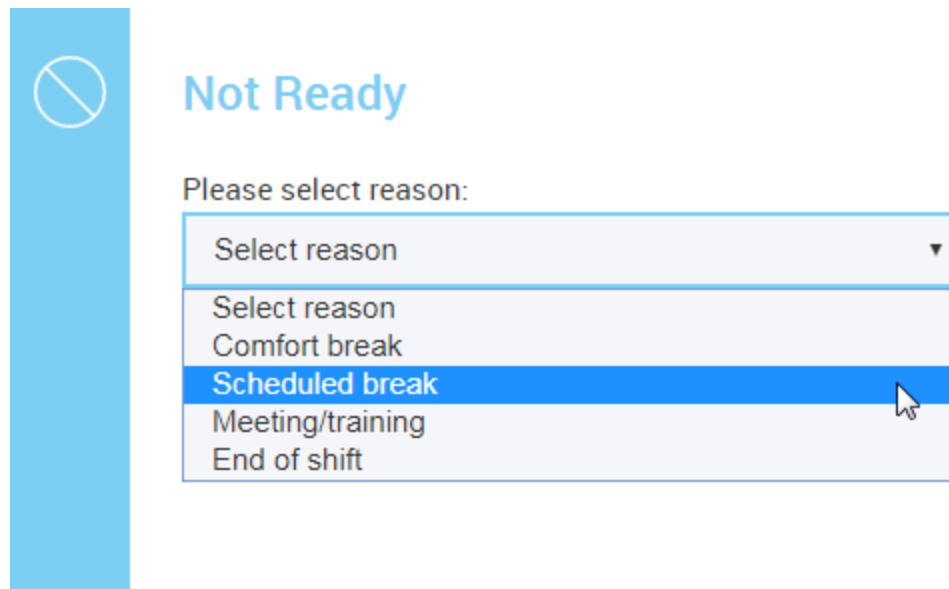 Not Ready
Please select reason:
Select reason
Select reason
Comfort break
Scheduled break
Meeting/training
End of shift